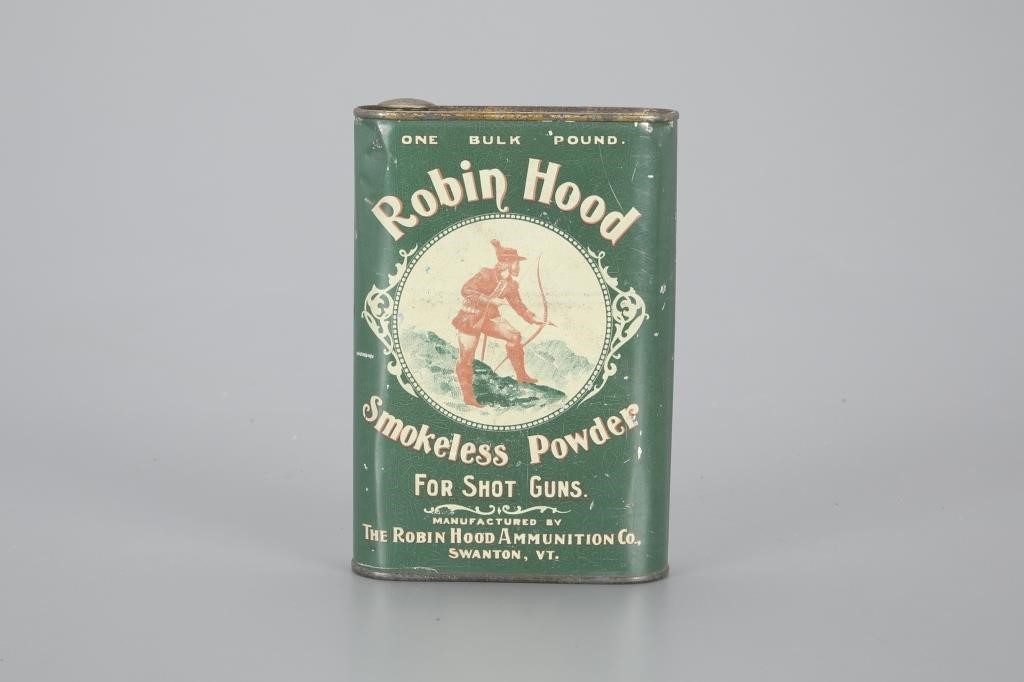 ONE BULK POUND.
Robin Hood
Smokeless Powder
FOR SHOT GUNS.
MANUFACTURED BY
THE ROBIN HOOD AMMUNITION CO.,
SWANTON, VT.